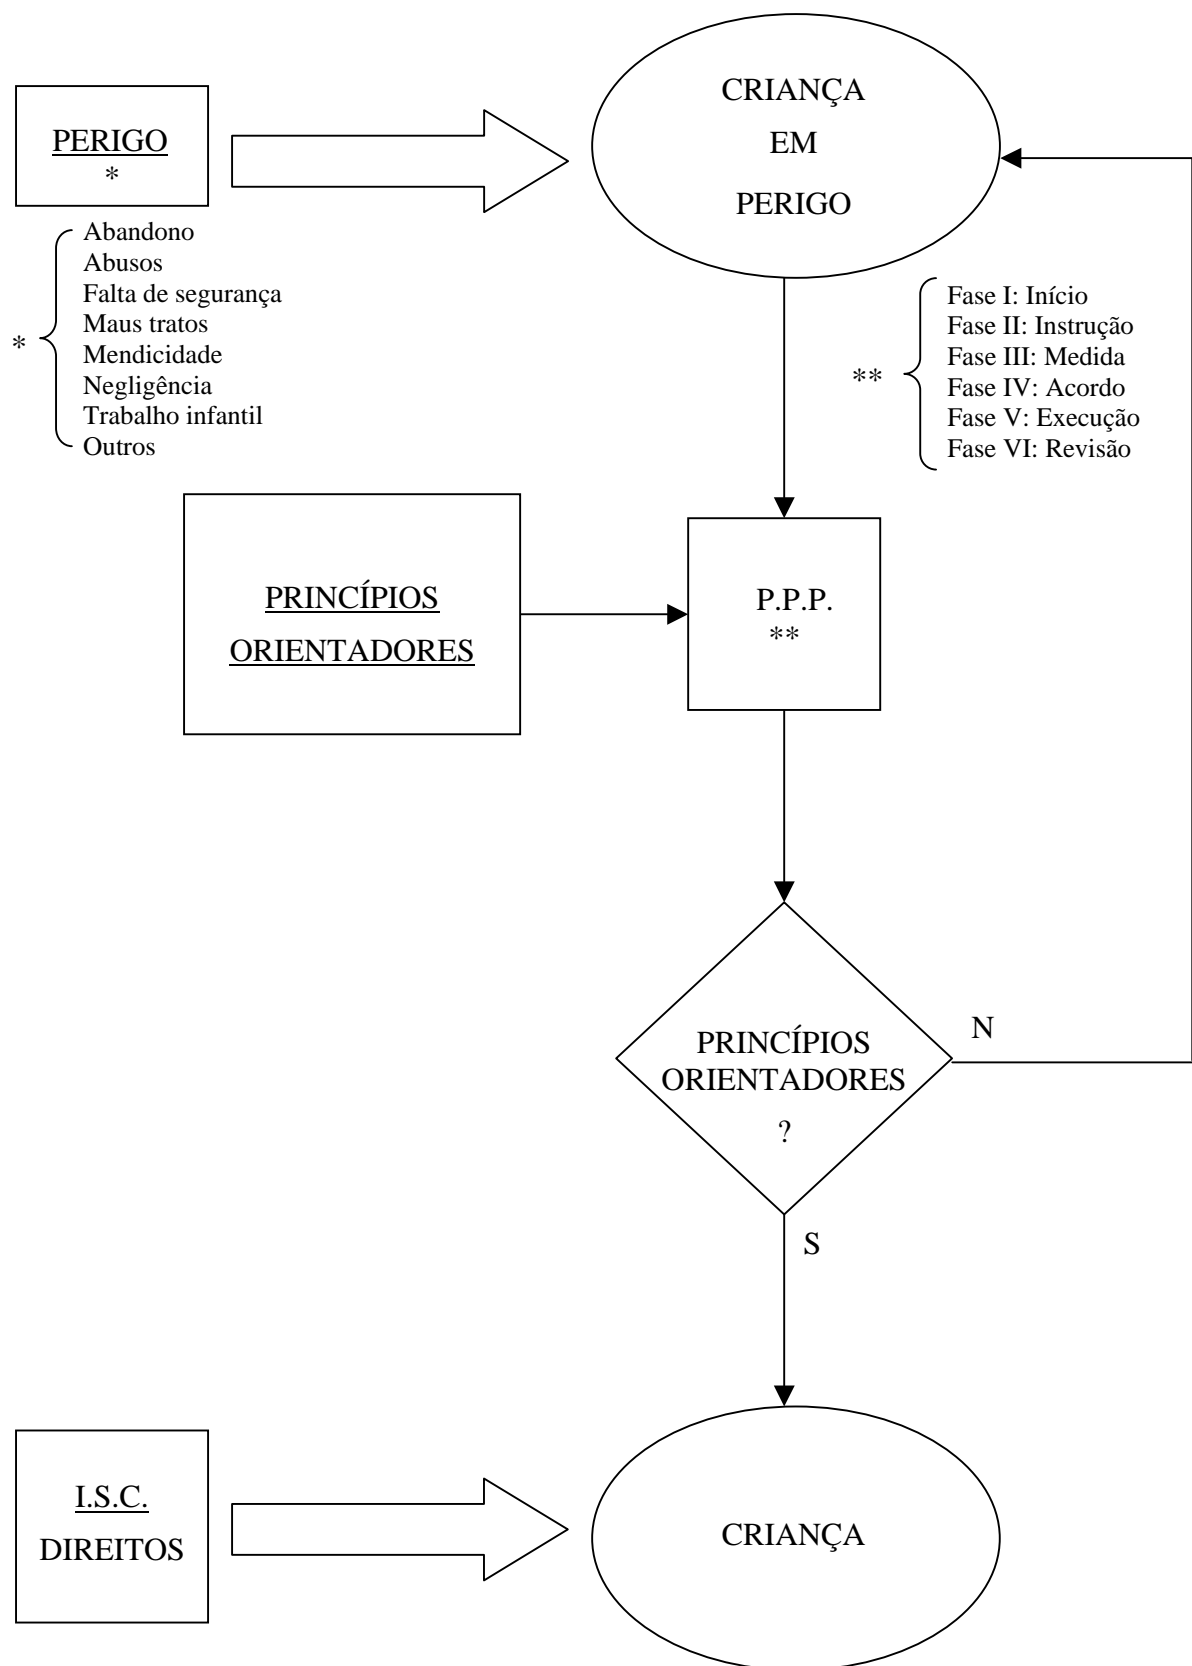 CRIANÇA
EM
PERIGO
PERIGO
*
*
Abandono
Abusos
Falta de segurança
Maus tratos
Mendicidade
Negligência
Trabalho infantil
Outros
**
Fase I: Início
Fase II: Instrução
Fase III: Medida
Fase IV: Acordo
Fase V: Execução
Fase VI: Revisão
PRINCÍPIOS
ORIENTADORES
P.P.P.
**
PRINCÍPIOS
ORIENTADORES
?
N
S
I.S.C.
DIREITOS
CRIANÇA